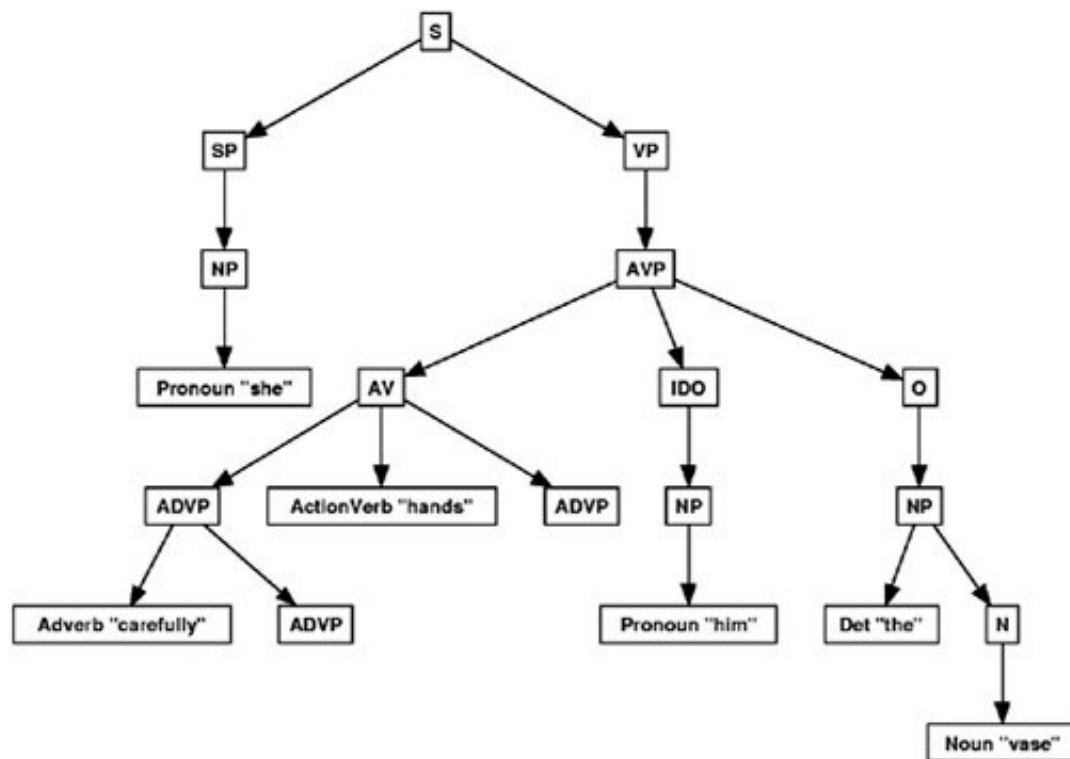 S
SP VP
NP AVP
Pronoun "she" AV IDO O
ADVP ActionVerb "hands" ADVP NP NP
Adverb "carefully" ADVP Pronoun "him" Det "the" N
Noun "vase"